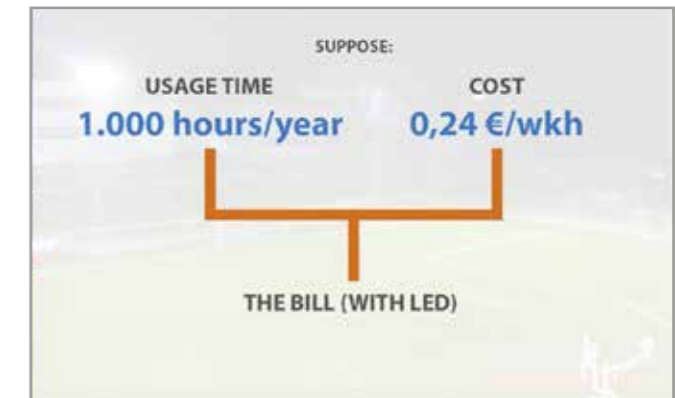 SUPPOSE:
USAGE TIME
COST
1.000 hours/year
0,24 €/wkh
THE BILL (WITH LED)